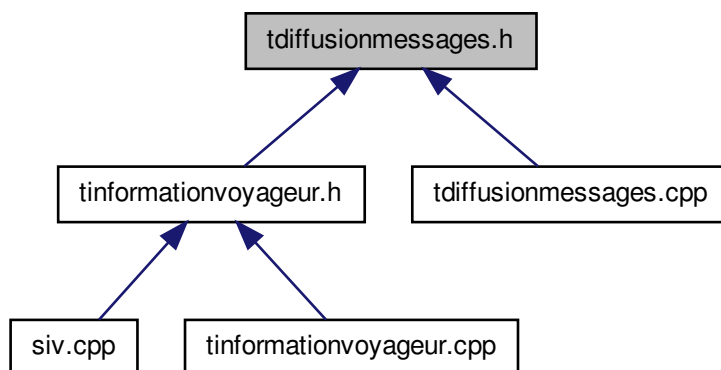 tdiffusionmessages.h
tinformationvoyageur.h
tdiffusionmessages.cpp
siv.cpp
tinformationvoyageur.cpp